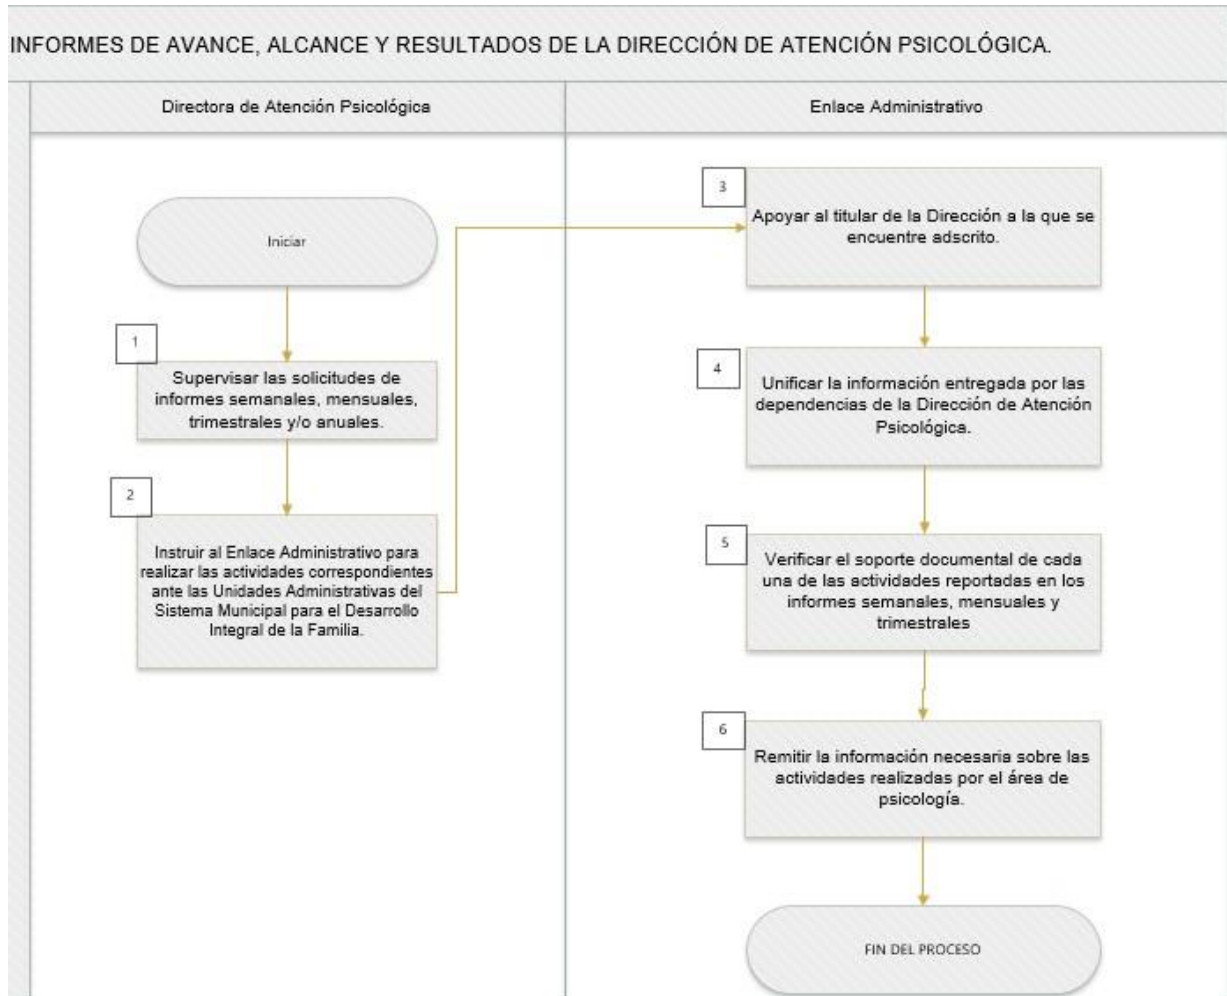 INFORMES DE AVANCE, ALCANCE Y RESULTADOS DE LA DIRECCIÓN DE ATENCIÓN PSICOLÓGICA.
Directora de Atención Psicológica
Enlace Administrativo
Iniciar
1
Supervisar las solicitudes de
informes semanales, mensuales,
trimestrales y/o anuales.
2
Instruir al Enlace Administrativo para
realizar las actividades correspondientes
ante las Unidades Administrativas del
Sistema Municipal para el Desarrollo
Integral de la Familia.
3
Apoyar al titular de la Dirección a la que se
encuentre adscrito.
4
Unificar la información entregada por las
dependencias de la Dirección de Atención
Psicológica.
5
Verificar el soporte documental de cada
una de las actividades reportadas en los
informes semanales, mensuales y
trimestrales
6
Remitir la información necesaria sobre las
actividades realizadas por el área de
psicología.
FIN DEL PROCESO